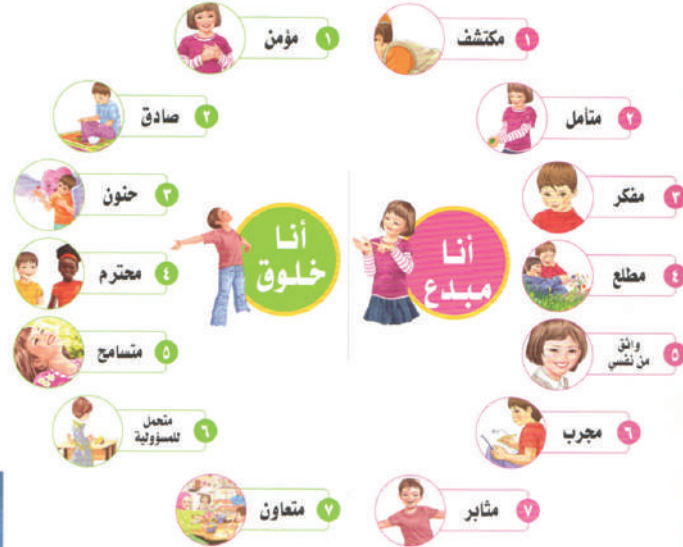 أنا
مبدع
١ مكتشف
٢ متأمل
٣ مفكر
٤ مطلع
٥ واثق
من نفسي
٦ مجرب
٧ مثابر
أنا
خلوق
١ مؤمن
٢ صادق
٣ حنون
٤ محترم
٥ متسامح
٦ متحمل
للمسؤولية
٧ متعاون